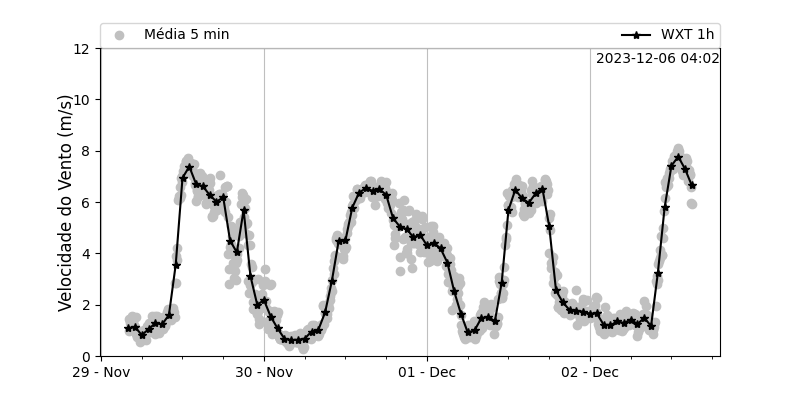 Média 5 min
WXT 1h
2023-12-06 04:02
Velocidade do Vento (m/s)
12
10
8
6
4
2
0
29 - Nov
30 - Nov
01 - Dec
02 - Dec